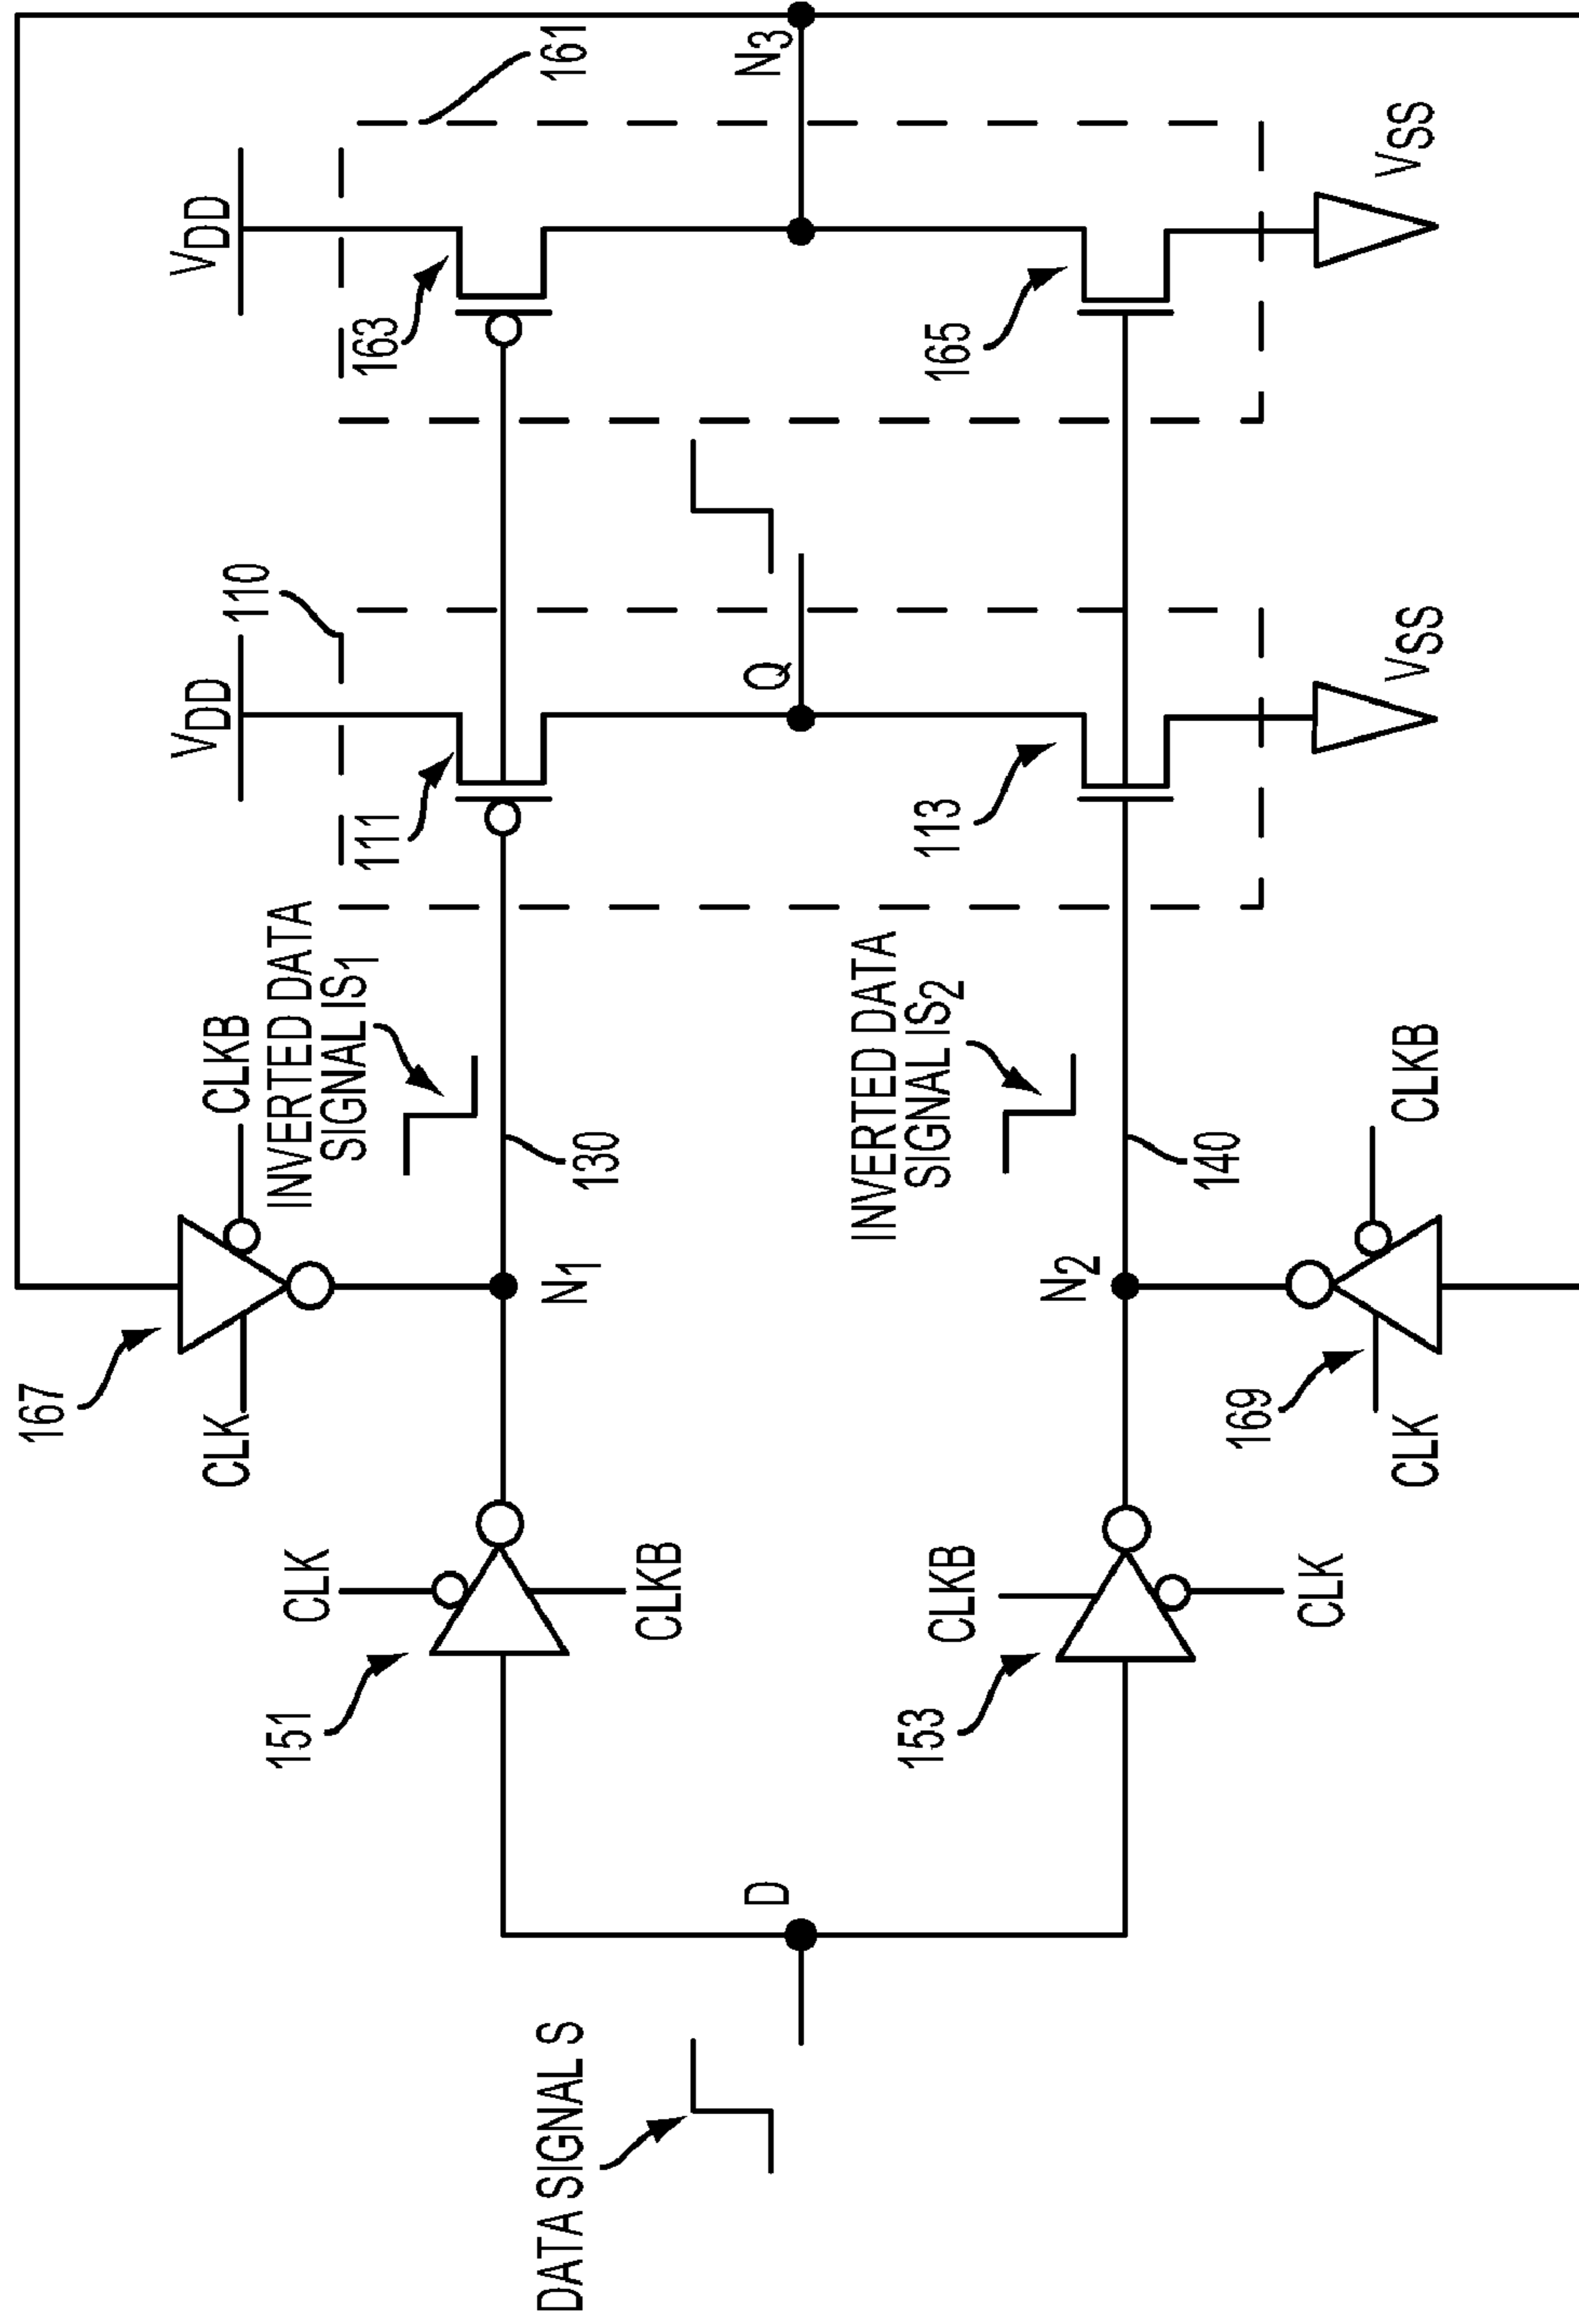 161
N3
VDD
163
165
VSS
110
VDD
Q
111
113
VSS
CLKB
INVERTED DATA
SIGNAL IS1
130
INVERTED DATA
SIGNAL IS2
140
CLKB
167
N1
N2
CLK
169
CLK
CLK
CLKB
CLKB
CLK
151
153
D
DATA SIGNAL S